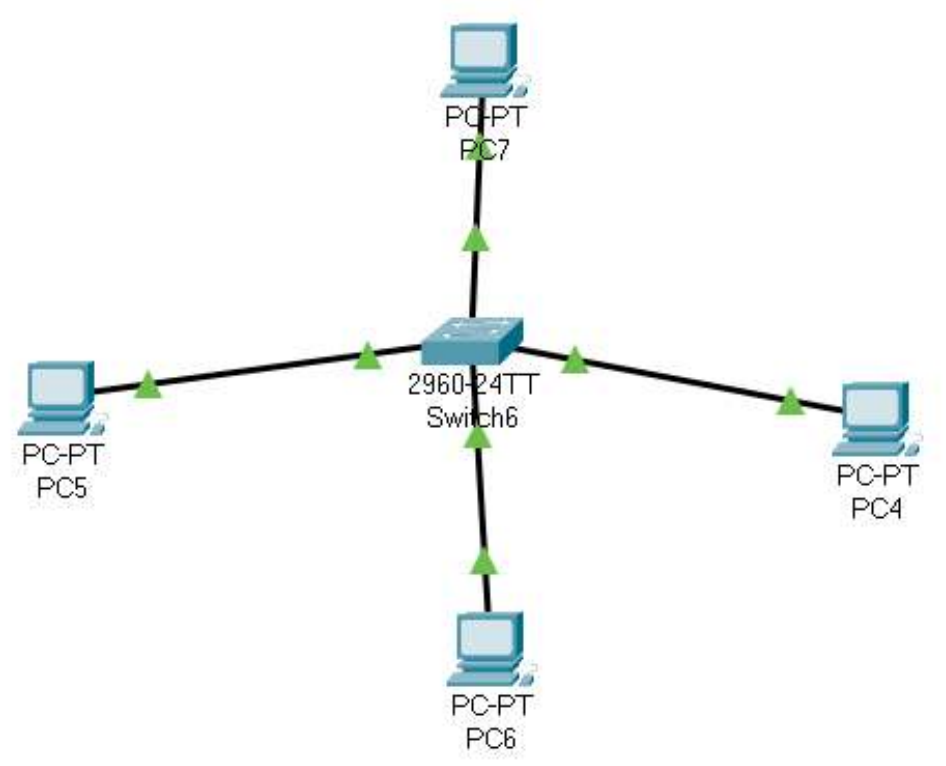 PC-PT
PC7
2960-24TT
Switch6
PC-PT
PC5
PC-PT
PC4
PC-PT
PC6